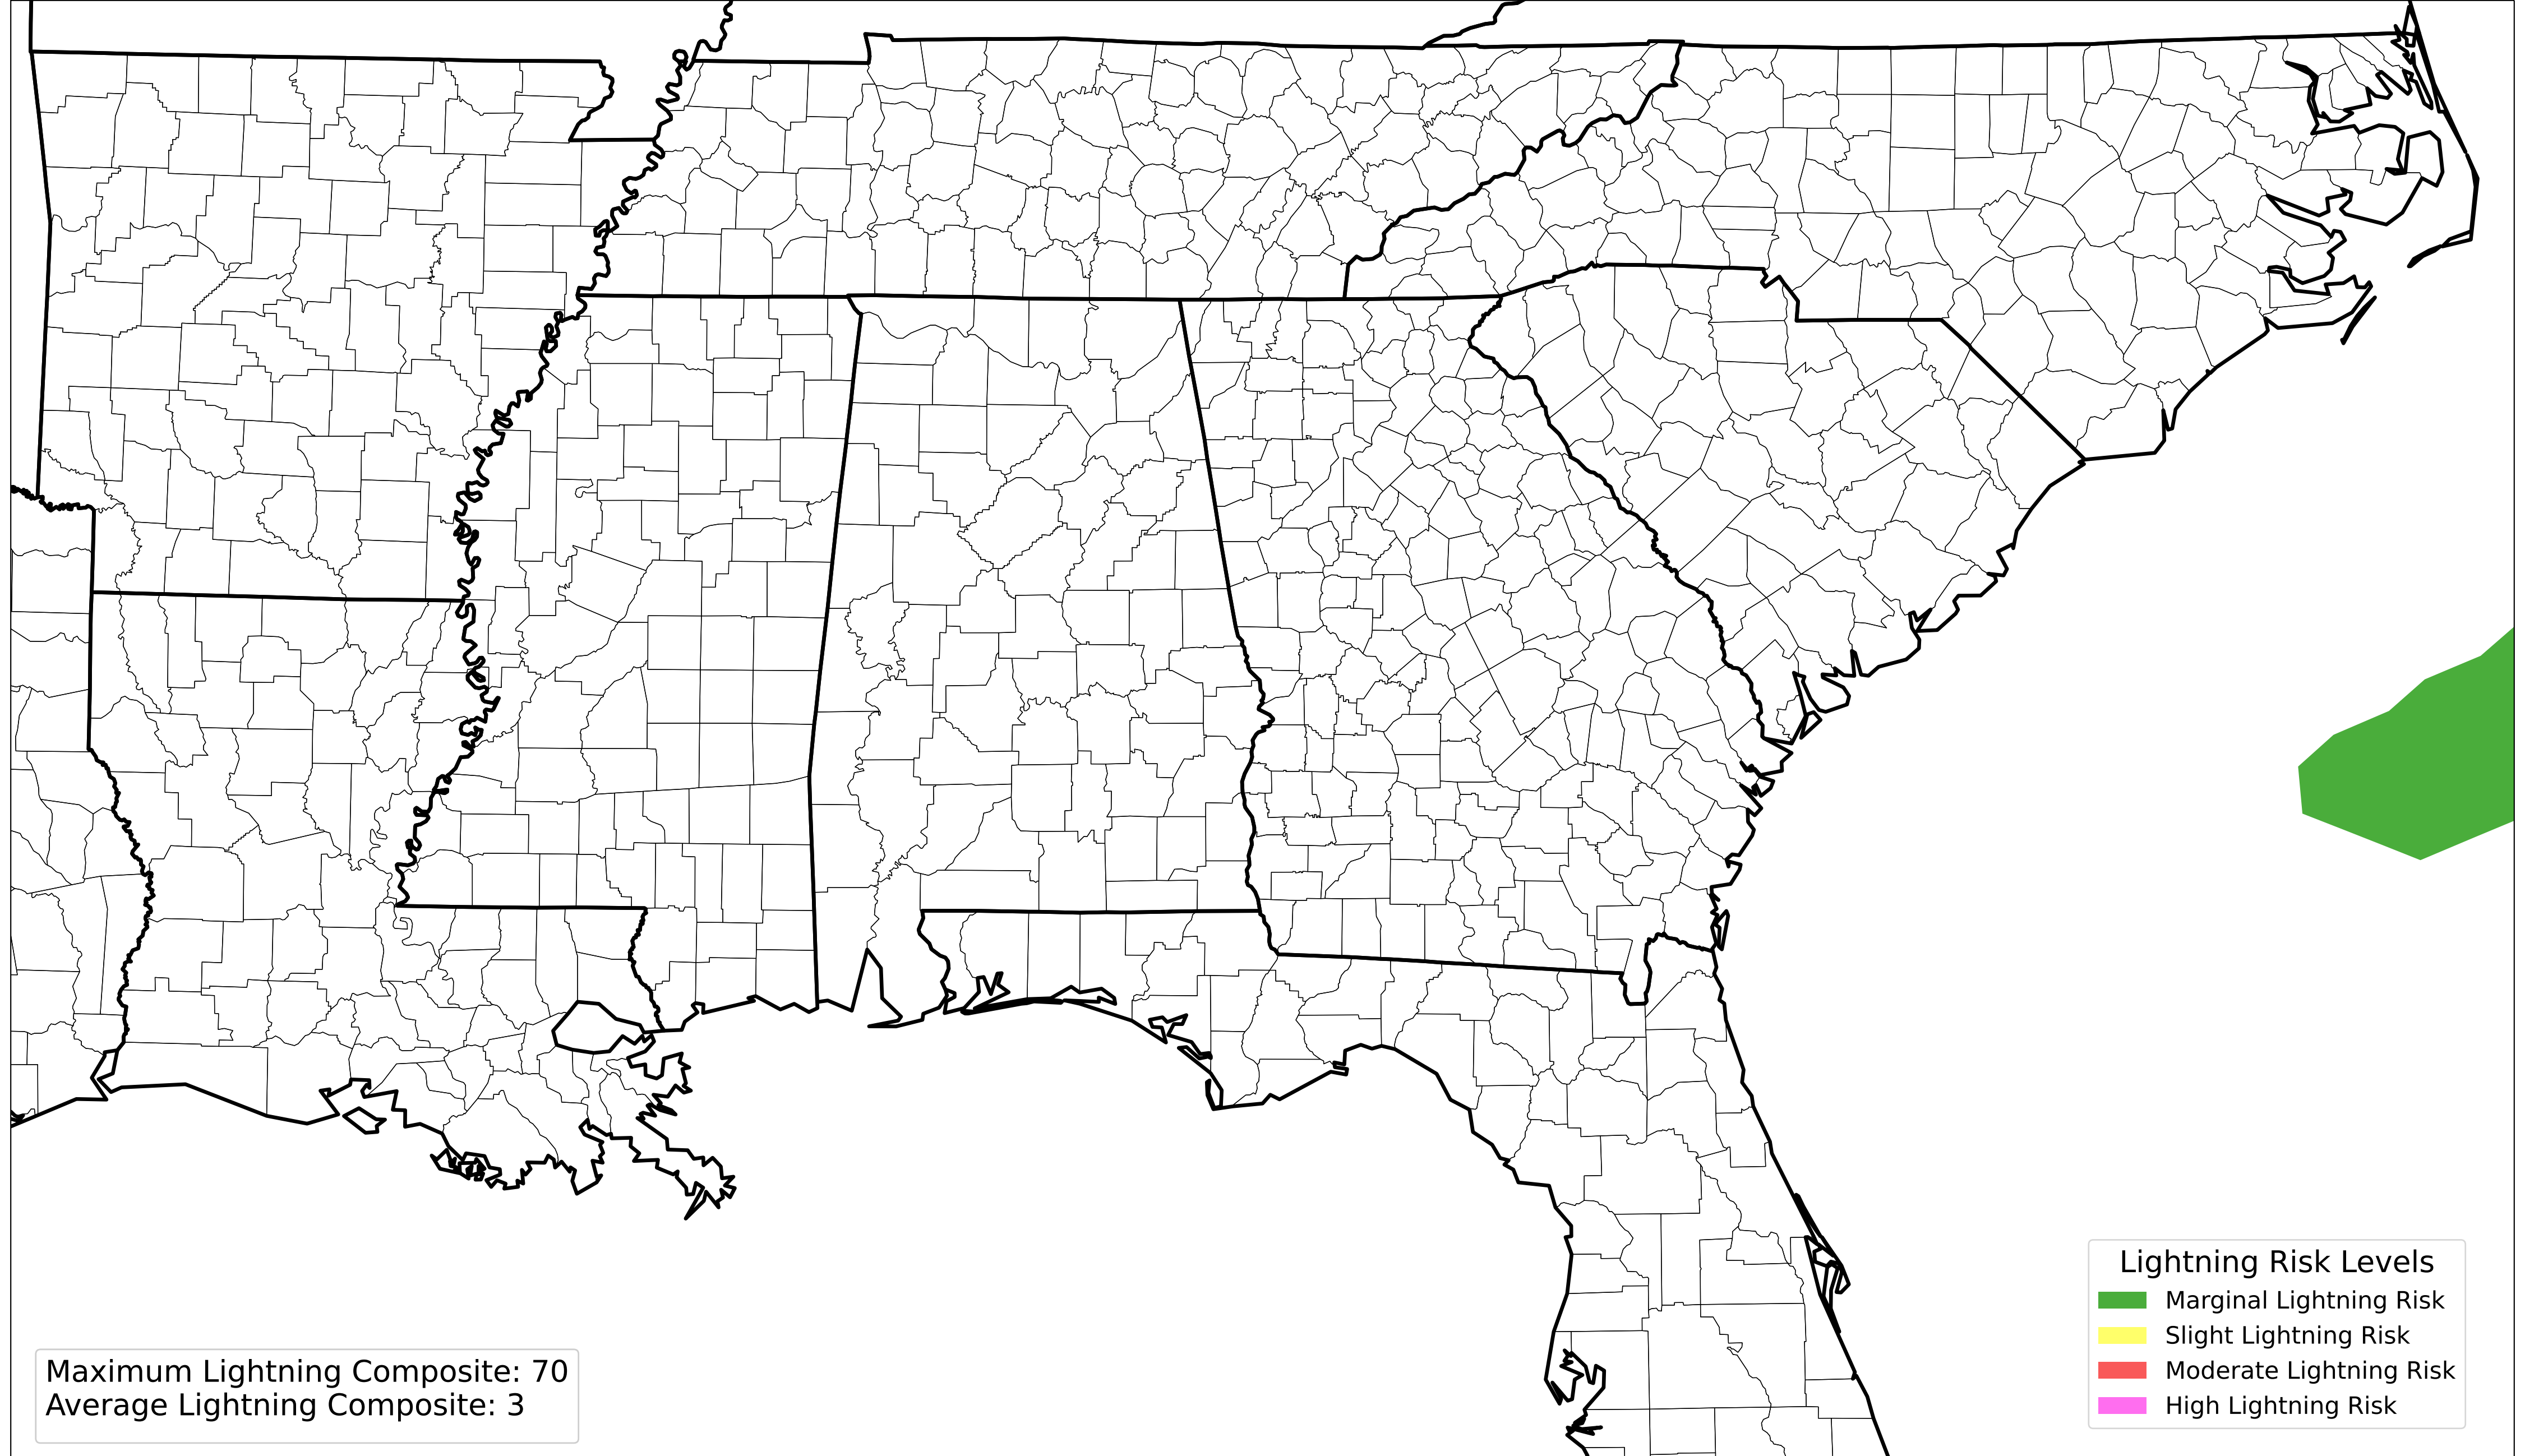 Maximum Lightning Composite: 70
Average Lightning Composite: 3
Lightning Risk Levels
Marginal Lightning Risk
Slight Lightning Risk
Moderate Lightning Risk
High Lightning Risk